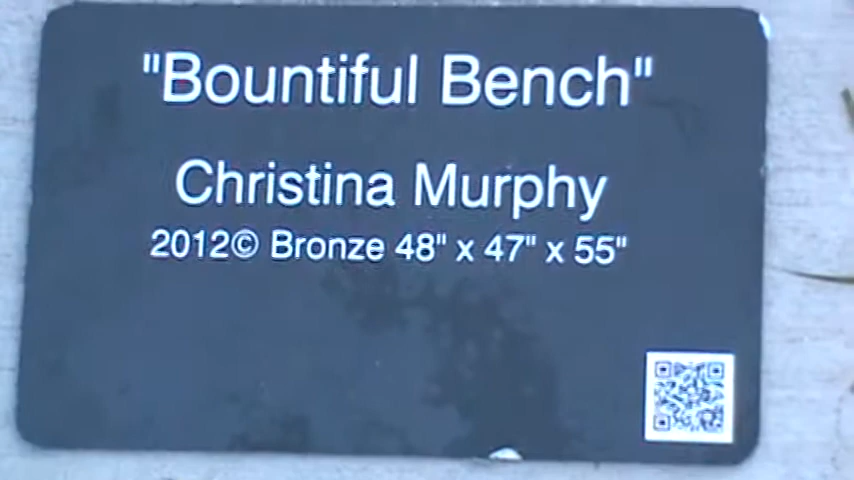 "Bountiful Bench"
Christina Murphy
2012© Bronze 48" x 47" x 55"